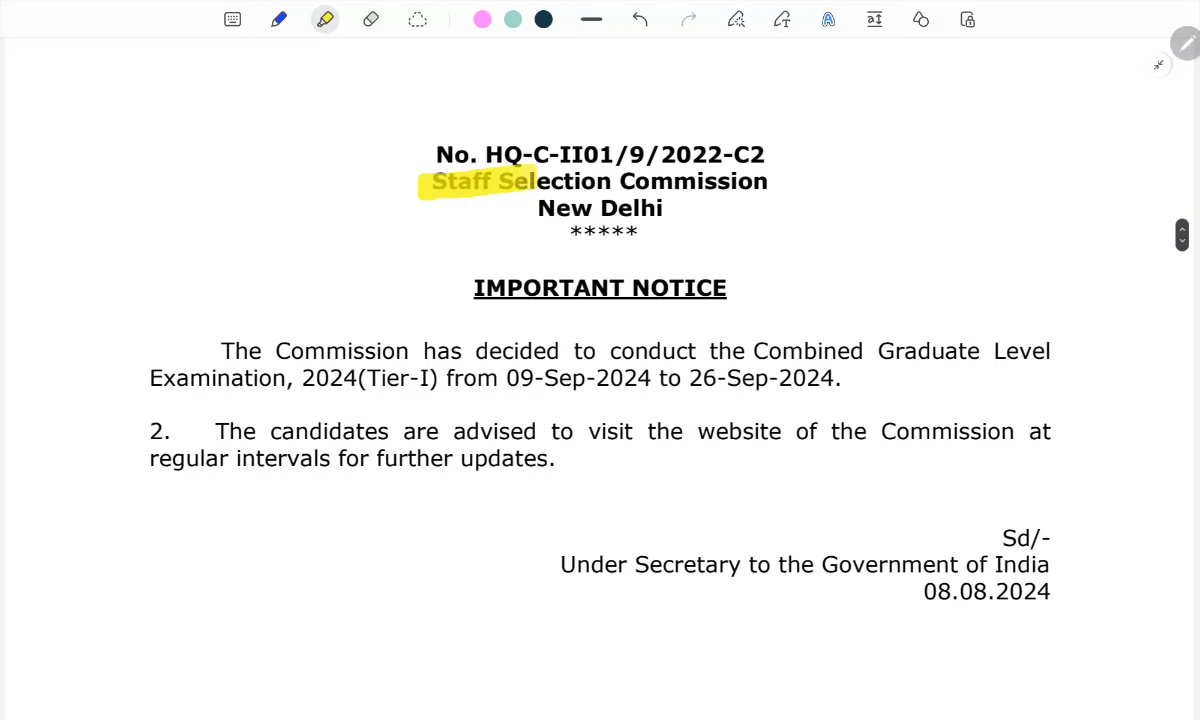 No. HQ-C-II01/9/2022-C2
Staff Selection Commission
New Delhi
*****
IMPORTANT NOTICE
The Commission has decided to conduct the Combined Graduate Level
Examination, 2024(Tier-I) from 09-Sep-2024 to 26-Sep-2024.
2. The candidates are advised to visit the website of the Commission at
regular intervals for further updates.
Sd/-
Under Secretary to the Government of India
08.08.2024